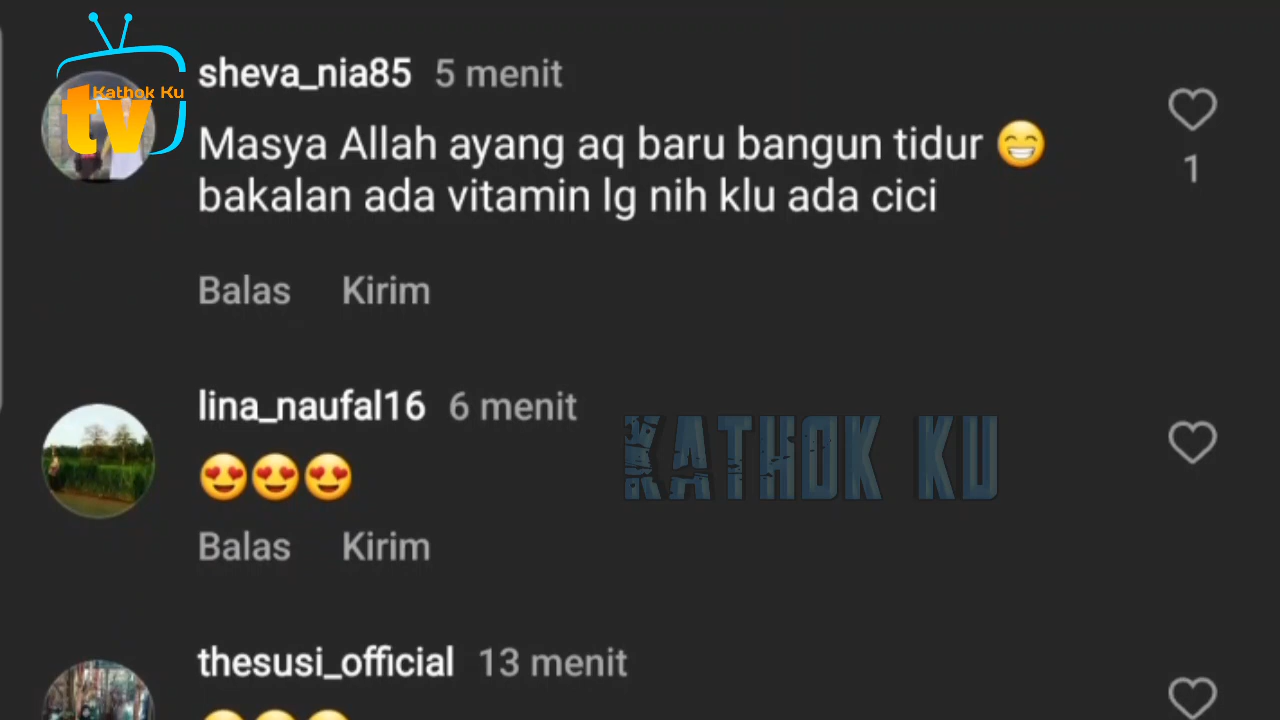 Kathok Ku
tv
sheva_nia85 5 menit
Masya Allah ayang aq baru bangun tidur 😁
bakalan ada vitamin lg nih klu ada cici
1
Balas Kirim
lina_naufal16 6 menit
😍😍😍
KATHOK KU
Balas Kirim
thesusi_official 13 menit